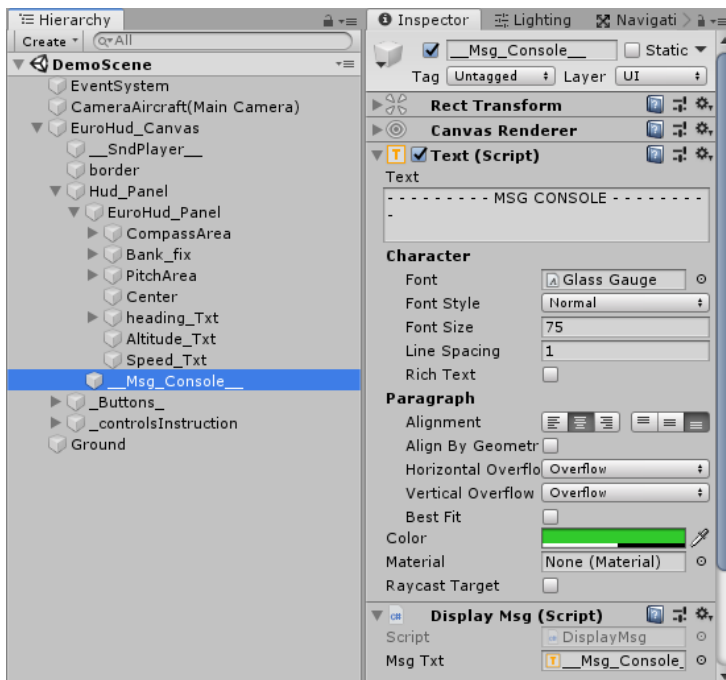 Hierarchy
Create
All
DemoScene
EventSystem
CameraAircraft(Main Camera)
EuroHud_Canvas
__SndPlayer__
border
Hud_Panel
EuroHud_Panel
CompassArea
Bank_fix
PitchArea
Center
heading_Txt
Altitude_Txt
Speed_Txt
__Msg_Console__
_Buttons_
_controlsInstruction
Ground
Inspector Lighting Navigati
__Msg_Console__ Static
Tag Untagged Layer UI
Rect Transform
Canvas Renderer
T Text (Script)
Text
- - - - - - - - - MSG CONSOLE - - - - - - - -
-
Character
Font A Glass Gauge
Font Style Normal
Font Size 75
Line Spacing 1
Rich Text
Paragraph
Alignment
Align By Geometr
Horizontal Overflo Overflow
Vertical Overflow Overflow
Best Fit
Color
Material None (Material)
Raycast Target
c# Display Msg (Script)
Script DisplayMsg
Msg Txt T __Msg_Console_